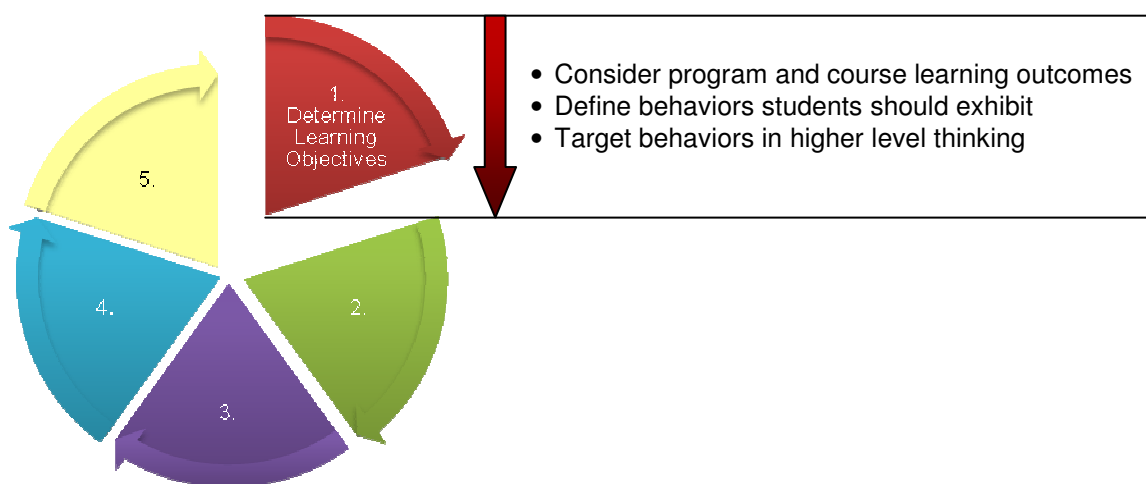 1.
Determine
Learning
Objectives
• Consider program and course learning outcomes
• Define behaviors students should exhibit
• Target behaviors in higher level thinking
2.
3.
4.
5.